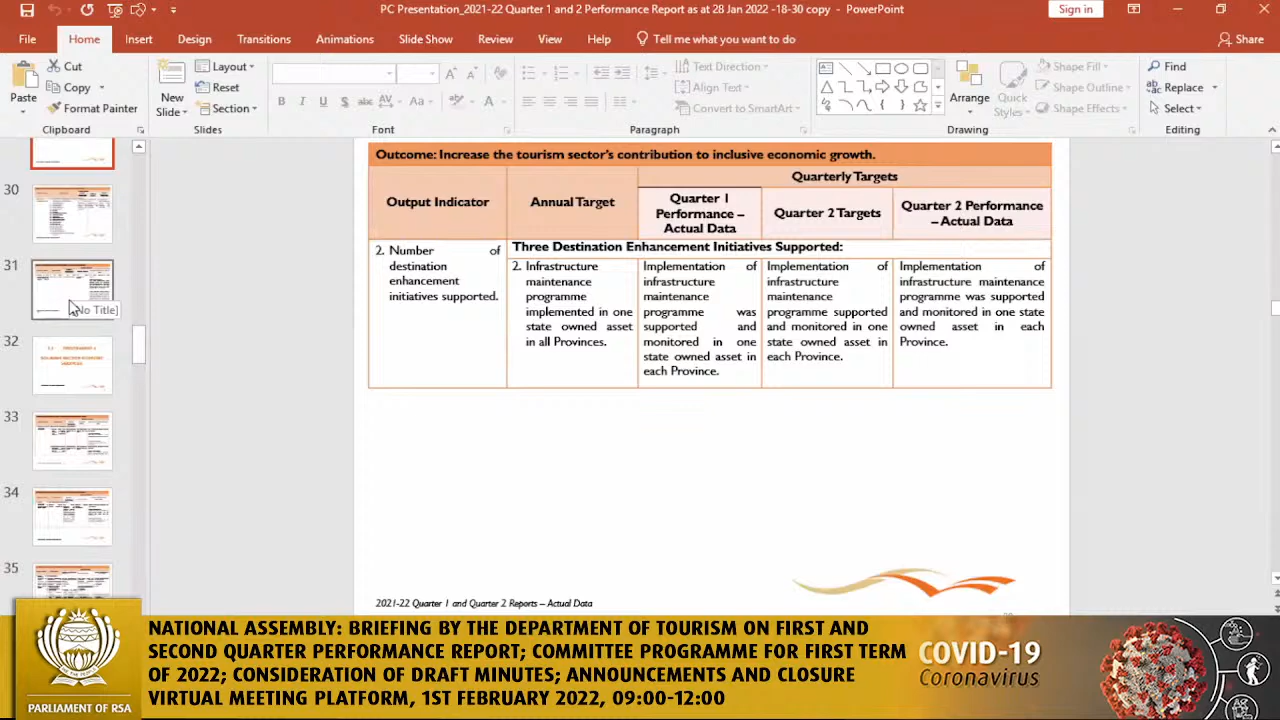 PC Presentation_2021-22 Quarter 1 and 2 Performance Report as at 28 Jan 2022 -18-30 copy - PowerPoint
Sign in
File
Home
Insert
Design
Transitions
Animations
Slide Show
Review
View
Help
Tell me what you want to do
Share
Paste
Cut
Copy
Format Painter
Clipboard
New
Slides
Layout
Reset
Section
Slides
B I U S abc AV Aa A
Font
Text Direction
Align Text
Convert to SmartArt
Paragraph
Arrange
Quick
Styles
Shape Fill
Shape Outline
Shape Effects
Drawing
Find
Replace
Select
Editing
30
31
No Title]
32
33
34
35
Outcome: Increase the tourism sector's contribution to inclusive economic growth.
Output Indicator
Annual Target
Quarterly Targets
Quarter 1
Performance –
Actual Data
Quarter 2 Targets
Quarter 2 Performance
– Actual Data
2. Number of
destination
enhancement
initiatives supported.
Three Destination Enhancement Initiatives Supported:
2. Infrastructure
maintenance
programme
implemented in one
state owned asset
in all Provinces.
Implementation of
infrastructure
maintenance
programme was
supported and
monitored in one
state owned asset in
each Province.
Implementation of
infrastructure
maintenance
programme supported
and monitored in one
state owned asset in
each Province.
Implementation of
infrastructure maintenance
programme was supported
and monitored in one state
owned asset in each
Province.
2021-22 Quarter 1 and Quarter 2 Reports – Actual Data
PARLIAMENT OF RSA
NATIONAL ASSEMBLY: BRIEFING BY THE DEPARTMENT OF TOURISM ON FIRST AND
SECOND QUARTER PERFORMANCE REPORT; COMMITTEE PROGRAMME FOR FIRST TERM
OF 2022; CONSIDERATION OF DRAFT MINUTES; ANNOUNCEMENTS AND CLOSURE
VIRTUAL MEETING PLATFORM, 1ST FEBRUARY 2022, 09:00-12:00
COVID-19
Coronavirus